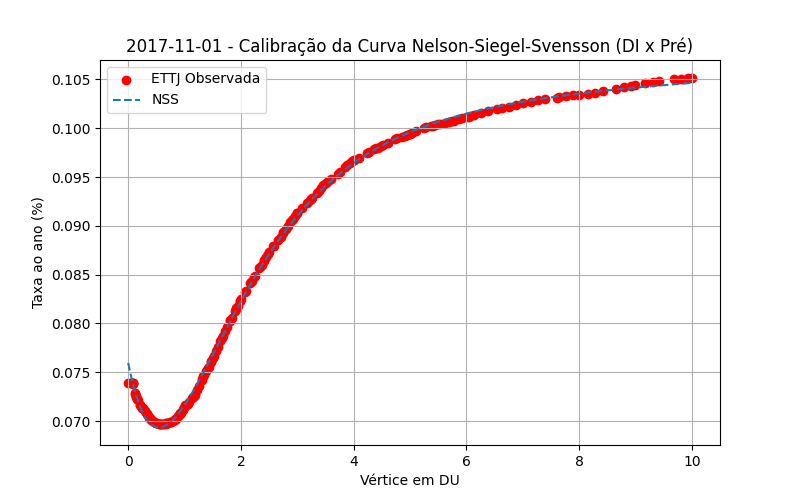 2017-11-01 - Calibração da Curva Nelson-Siegel-Svensson (DI x Pré)
ETTJ Observada
NSS
Taxa ao ano (%)
0.105
0.100
0.095
0.090
0.085
0.080
0.075
0.070
0 2 4 6 8 10
Vértice em DU